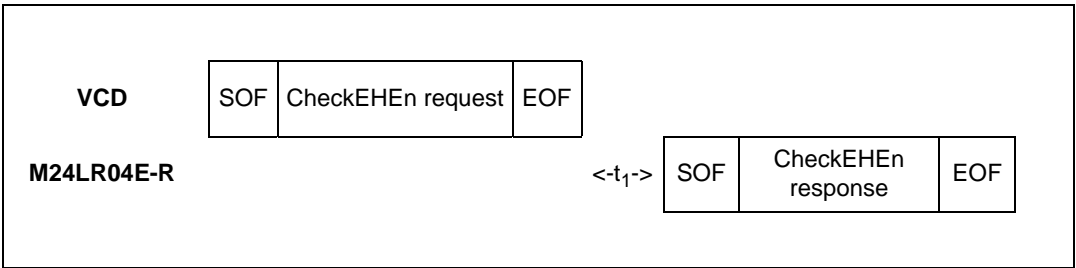 VCD SOF CheckEHEn request EOF
M24LR04E-R <-t1-> SOF CheckEHEn response EOF